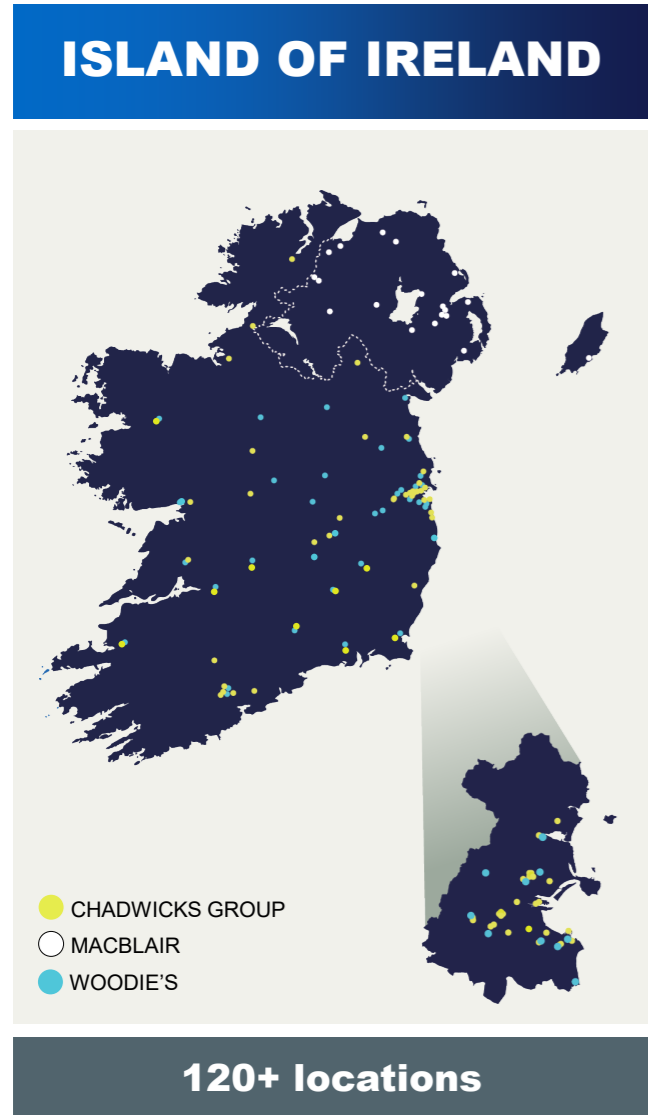 ISLAND OF IRELAND
CHADWICKS GROUP
MACBLAIR
WOODIE'S
120+ locations